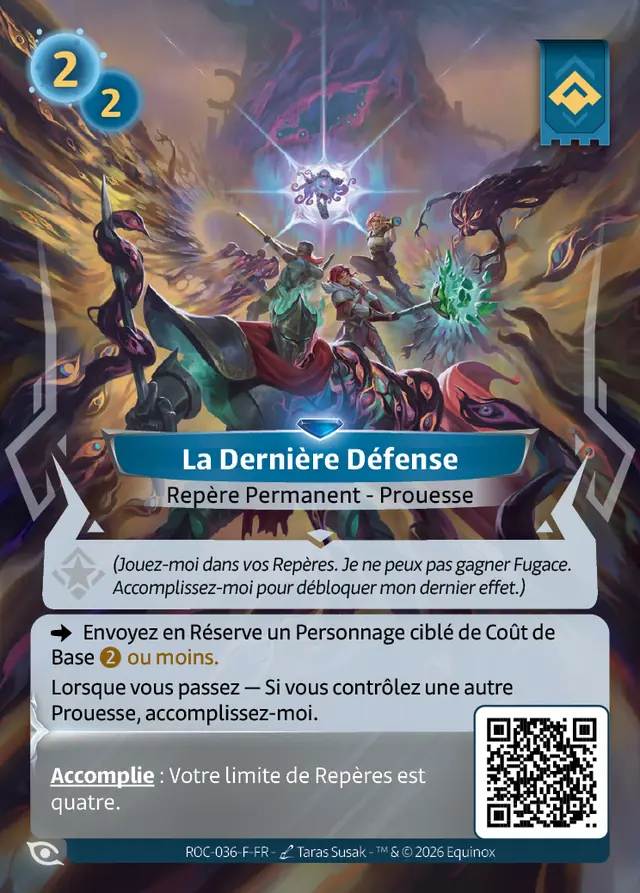 2
2
La Dernière Défense
Repère Permanent - Prouesse
(Jouez-moi dans vos Repères. Je ne peux pas gagner Fugace.
Accomplissez-moi pour débloquer mon dernier effet.)
Envoyez en Réserve un Personnage ciblé de Coût de
Base 2 ou moins.
Lorsque vous passez — Si vous contrôlez une autre
Prouesse, accomplissez-moi.
Accomplie : Votre limite de Repères est
quatre.
ROC-036-F-FR - Taras Susak - ™ & © 2026 Equinox